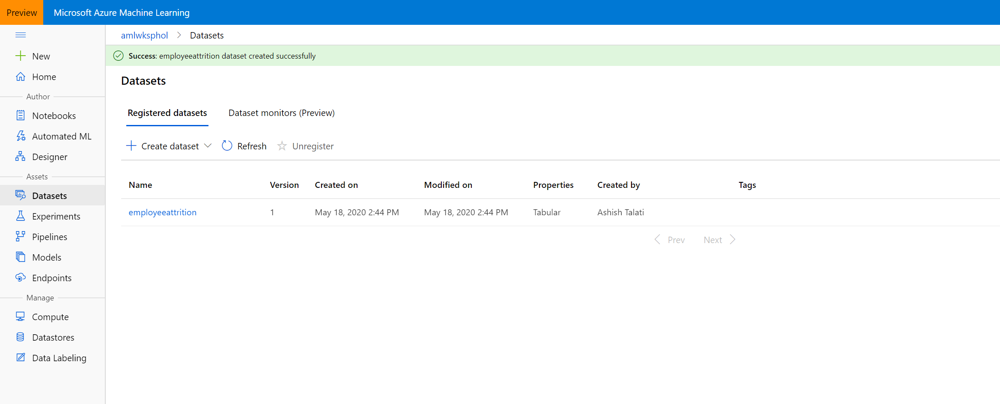 Preview Microsoft Azure Machine Learning
amlwksphol Datasets
Success: employeeattrition dataset created successfully
New
Home
Author
Notebooks
Automated ML
Designer
Assets
Datasets
Experiments
Pipelines
Models
Endpoints
Manage
Compute
Datastores
Data Labeling
Datasets
Registered datasets Dataset monitors (Preview)
Create dataset Refresh Unregister
Name Version Created on Modified on Properties Created by Tags
employeeattrition 1 May 18, 2020 2:44 PM May 18, 2020 2:44 PM Tabular Ashish Talati
Prev Next